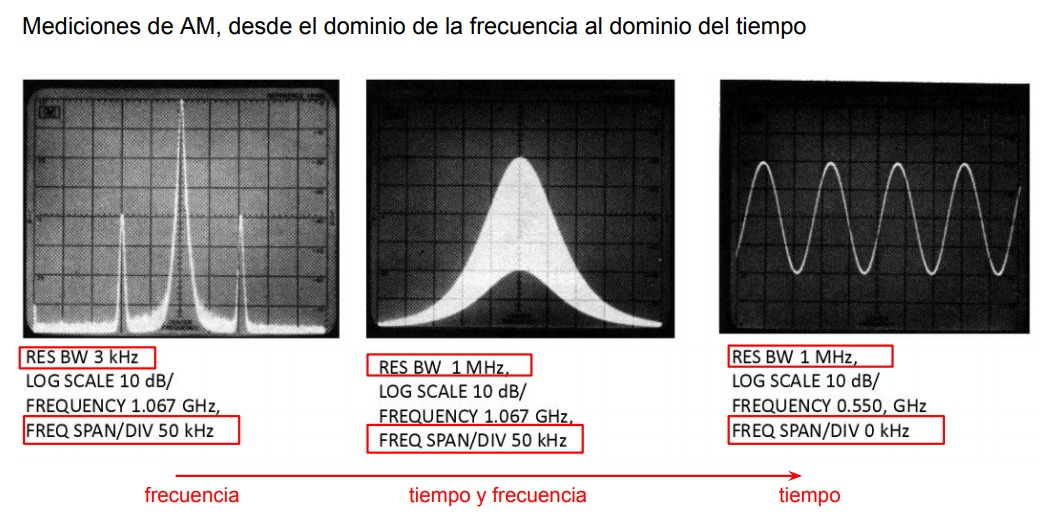 Mediciones de AM, desde el dominio de la frecuencia al dominio del tiempo
RES BW 3 kHz
LOG SCALE 10 dB/
FREQUENCY 1.067 GHz,
FREQ SPAN/DIV 50 kHz
RES BW 1 MHz,
LOG SCALE 10 dB/
FREQUENCY 1.067 GHz,
FREQ SPAN/DIV 50 kHz
RES BW 1 MHz,
LOG SCALE 10 dB/
FREQUENCY 0.550, GHz
FREQ SPAN/DIV 0 kHz
frecuencia
tiempo y frecuencia
tiempo